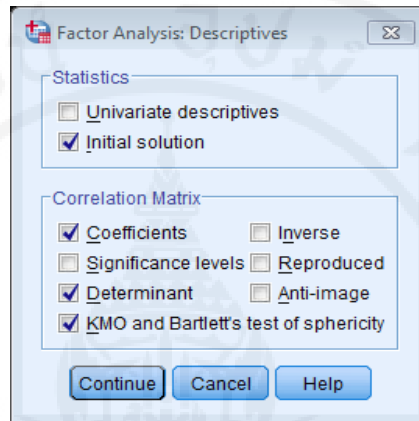 Factor Analysis: Descriptives
Statistics
Univariate descriptives
Initial solution
Correlation Matrix
Coefficients Inverse
Significance levels Reproduced
Determinant Anti-image
KMO and Bartlett's test of sphericity
Continue Cancel Help